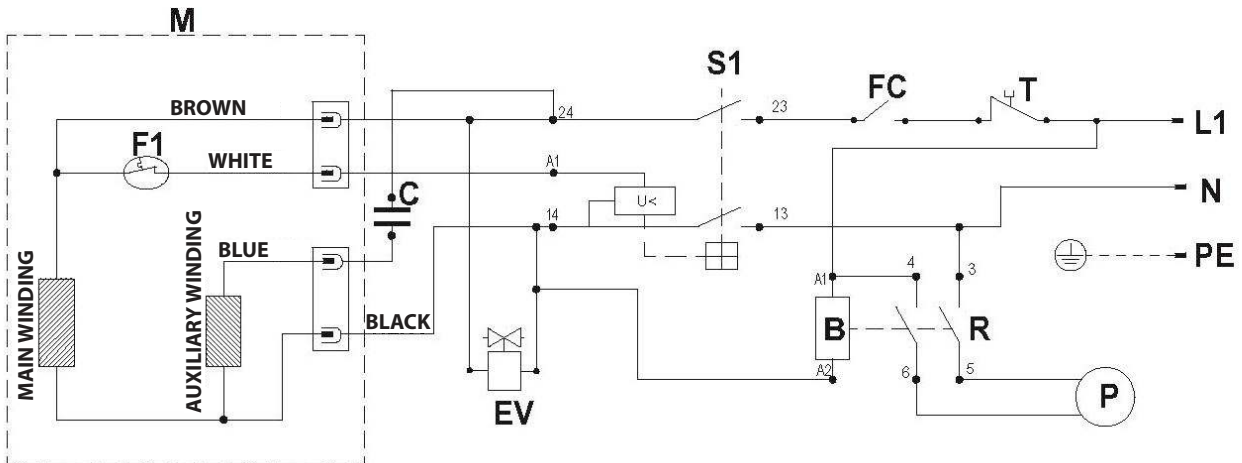 M
BROWN
F1
WHITE
MAIN WINDING
AUXILIARY WINDING
BLUE
BLACK
C
24
A1
14
U<
EV
S1
23
13
FC
T
L1
N
PE
A1
4
3
B
R
A2
6
5
P